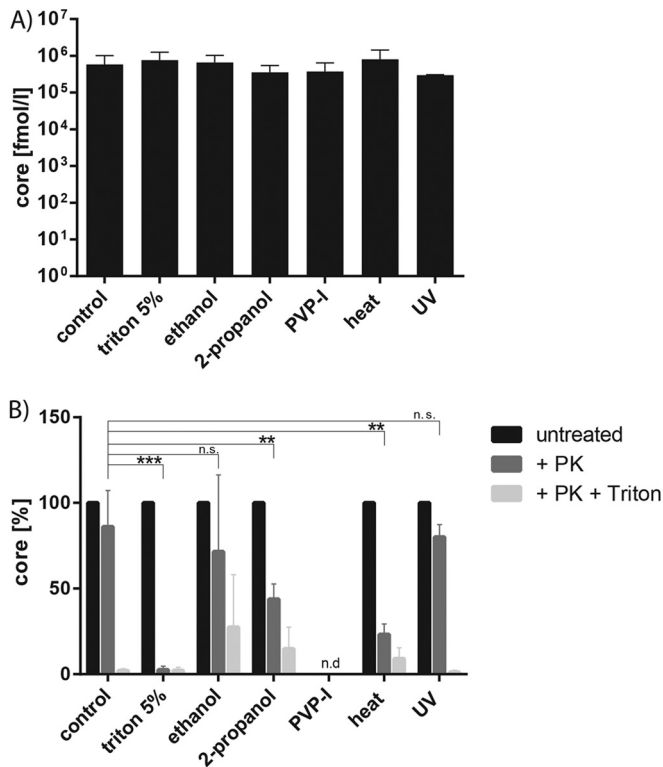 A)
core [fmol/l]
10⁷
10⁶
10⁵
10⁴
10³
10²
10¹
10⁰
control
triton 5%
ethanol
2-propanol
PVP-I
heat
UV
B)
core [%]
150
100
50
0
n.s.
**
**
n.s.
***
n.d
untreated
+ PK
+ PK + Triton
control
triton 5%
ethanol
2-propanol
PVP-I
heat
UV